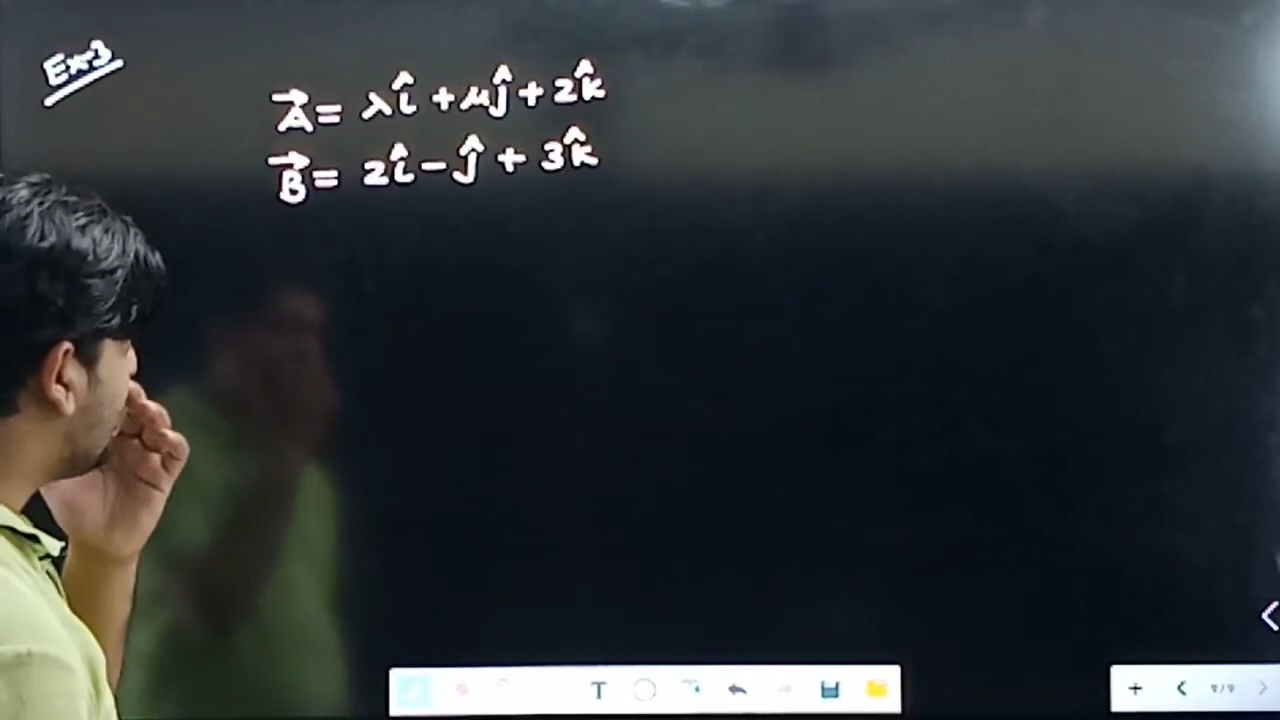 Ex-3
A⃗ = λî + μĵ + 2k̂
B⃗ = 2î - ĵ + 3k̂
T